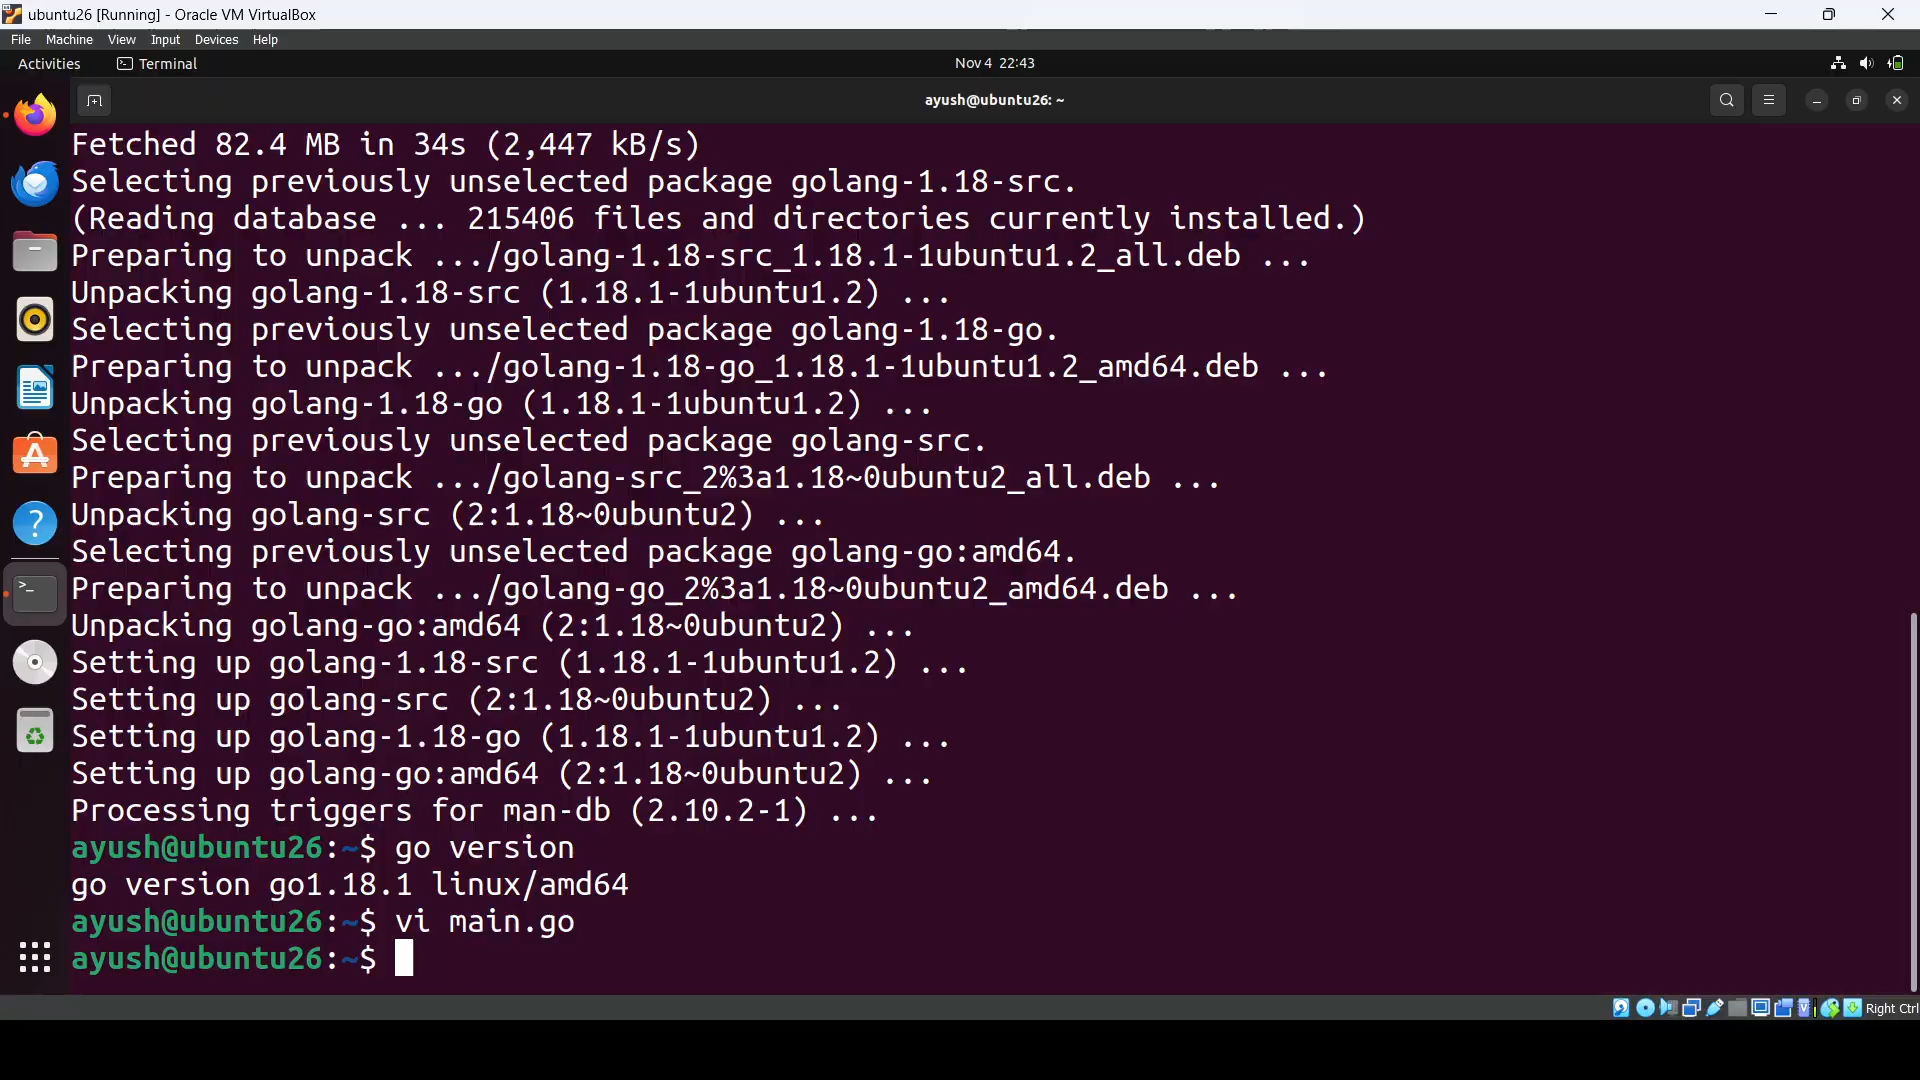 ubuntu26 [Running] - Oracle VM VirtualBox
File Machine View Input Devices Help
Activities Terminal Nov 4 22:43
ayush@ubuntu26: ~
Fetched 82.4 MB in 34s (2,447 kB/s)
Selecting previously unselected package golang-1.18-src.
(Reading database ... 215406 files and directories currently installed.)
Preparing to unpack .../golang-1.18-src_1.18.1-1ubuntu1.2_all.deb ...
Unpacking golang-1.18-src (1.18.1-1ubuntu1.2) ...
Selecting previously unselected package golang-1.18-go.
Preparing to unpack .../golang-1.18-go_1.18.1-1ubuntu1.2_amd64.deb ...
Unpacking golang-1.18-go (1.18.1-1ubuntu1.2) ...
Selecting previously unselected package golang-src.
Preparing to unpack .../golang-src_2%3a1.18~0ubuntu2_all.deb ...
Unpacking golang-src (2:1.18~0ubuntu2) ...
Selecting previously unselected package golang-go:amd64.
Preparing to unpack .../golang-go_2%3a1.18~0ubuntu2_amd64.deb ...
Unpacking golang-go:amd64 (2:1.18~0ubuntu2) ...
Setting up golang-1.18-src (1.18.1-1ubuntu1.2) ...
Setting up golang-src (2:1.18~0ubuntu2) ...
Setting up golang-1.18-go (1.18.1-1ubuntu1.2) ...
Setting up golang-go:amd64 (2:1.18~0ubuntu2) ...
Processing triggers for man-db (2.10.2-1) ...
ayush@ubuntu26:~$ go version
go version go1.18.1 linux/amd64
ayush@ubuntu26:~$ vi main.go
ayush@ubuntu26:~$
Right Ctrl